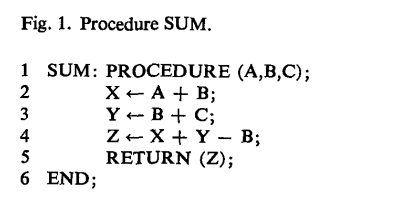 Fig. 1. Procedure SUM.
1 SUM: PROCEDURE (A,B,C);
2 X ← A + B;
3 Y ← B + C;
4 Z ← X + Y − B;
5 RETURN (Z);
6 END;